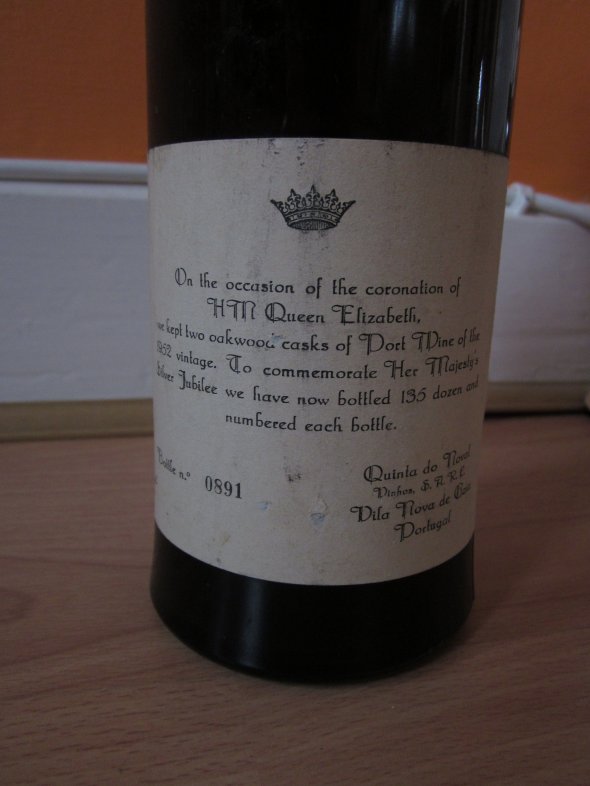 On the occasion of the coronation of
HM Queen Elizabeth,
we kept two oakwood casks of Port Wine of the
1952 vintage. To commemorate Her Majesty's
Silver Jubilee we have now bottled 135 dozen and
numbered each bottle.
Bottle n.º 0891
Quinta do Noval
Vinhos, S. A. R. L.
Vila Nova de Gaia
Portugal